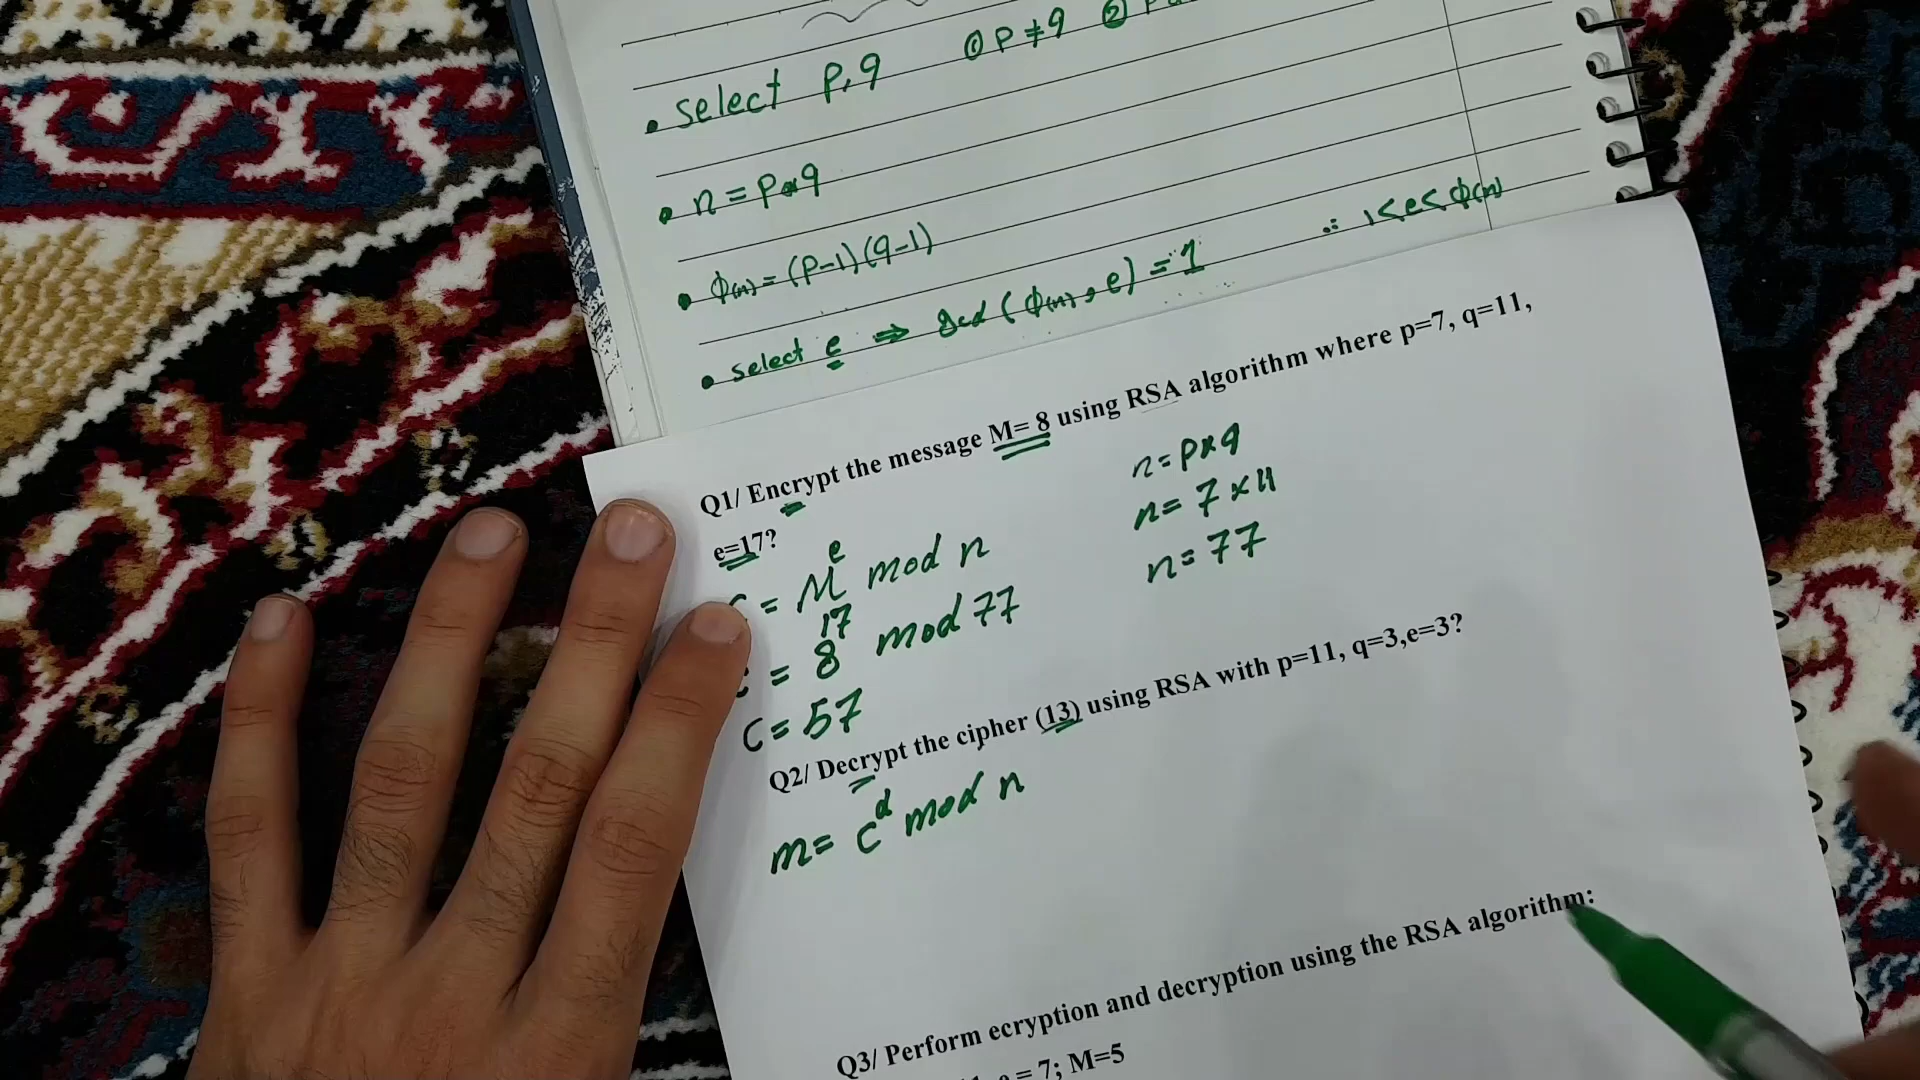 • select p, q ① P ≠ q ②
• n = p * q
• ϕ(n) = (p-1)(q-1)
• select e ⇒ gcd (ϕ(n), e) = 1 ∴ 1<e<ϕ(n)
Q1/ Encrypt the message M= 8 using RSA algorithm where p=7, q=11,
e=17?
C = M^e mod n
n = p x q
n = 7 x 11
n = 77
= 8^17 mod 77
C = 57
Q2/ Decrypt the cipher (13) using RSA with p=11, q=3,e=3?
m = C^d mod n
Q3/ Perform ecryption and decryption using the RSA algorithm:
= 7; M=5